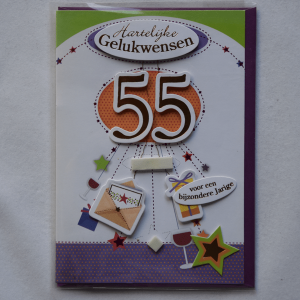 Hartelijke
Gelukwensen
55
voor een
bijzondere Jarige